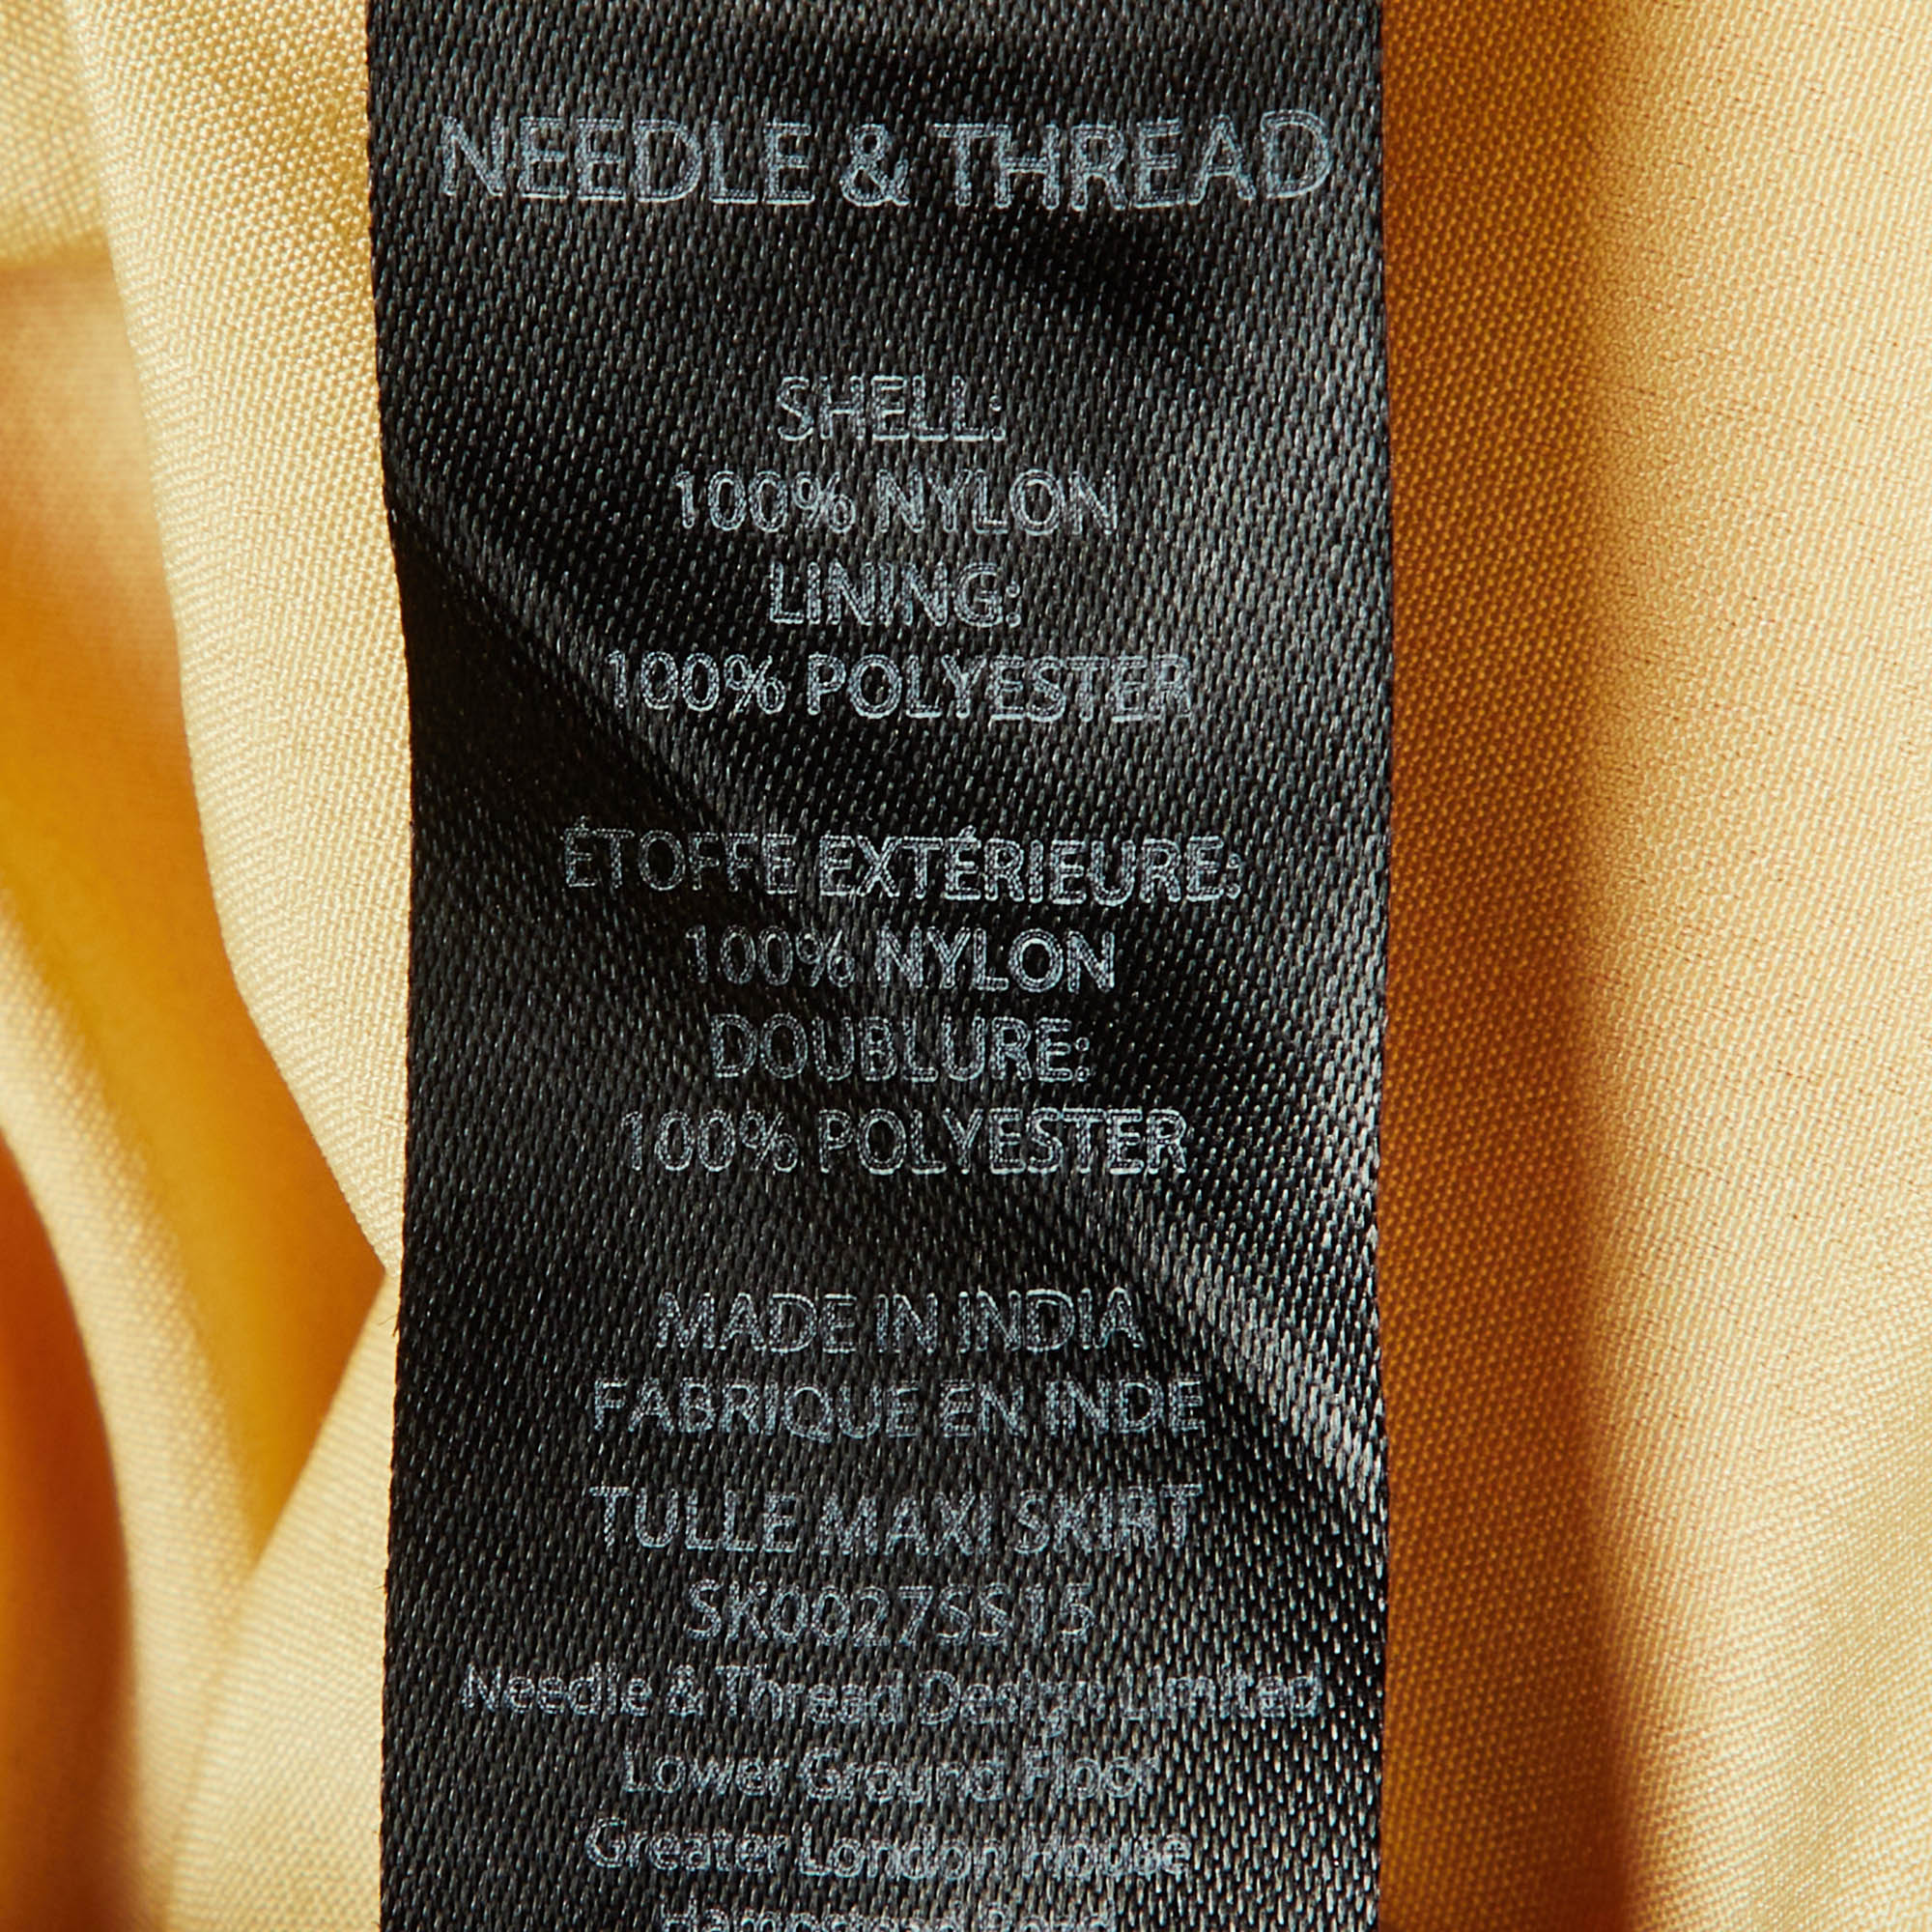 NEEDLE & THREAD
SHELL:
100% NYLON
LINING:
100% POLYESTER
ÉTOFFE EXTÉRIEURE:
100% NYLON
DOUBLURE:
100% POLYESTER
MADE IN INDIA
FABRIQUE EN INDE
TULLE MAXI SKIRT
SK0027SS15
Needle & Thread Design Limited
Lower Ground Floor
Greater London House